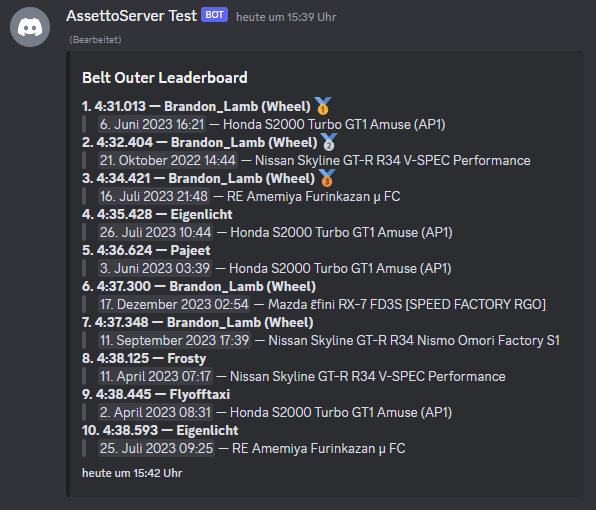 AssettoServer Test BOT heute um 15:39 Uhr
(Bearbeitet)
Belt Outer Leaderboard
1. 4:31.013 — Brandon_Lamb (Wheel) 🥇
6. Juni 2023 16:21 — Honda S2000 Turbo GT1 Amuse (AP1)
2. 4:32.404 — Brandon_Lamb (Wheel) 🥈
21. Oktober 2022 14:44 — Nissan Skyline GT-R R34 V-SPEC Performance
3. 4:34.421 — Brandon_Lamb (Wheel) 🥉
16. Juli 2023 21:48 — RE Amemiya Furinkazan µ FC
4. 4:35.428 — Eigenlicht
26. Juli 2023 10:44 — Honda S2000 Turbo GT1 Amuse (AP1)
5. 4:36.624 — Pajeet
3. Juni 2023 03:39 — Honda S2000 Turbo GT1 Amuse (AP1)
6. 4:37.300 — Brandon_Lamb (Wheel)
17. Dezember 2023 02:54 — Mazda ɛ̃fini RX-7 FD3S [SPEED FACTORY RGO]
7. 4:37.348 — Brandon_Lamb (Wheel)
11. September 2023 17:39 — Nissan Skyline GT-R R34 Nismo Omori Factory S1
8. 4:38.125 — Frosty
11. April 2023 07:17 — Nissan Skyline GT-R R34 V-SPEC Performance
9. 4:38.445 — Flyofftaxi
2. April 2023 08:31 — Honda S2000 Turbo GT1 Amuse (AP1)
10. 4:38.593 — Eigenlicht
25. Juli 2023 09:25 — RE Amemiya Furinkazan µ FC
heute um 15:42 Uhr